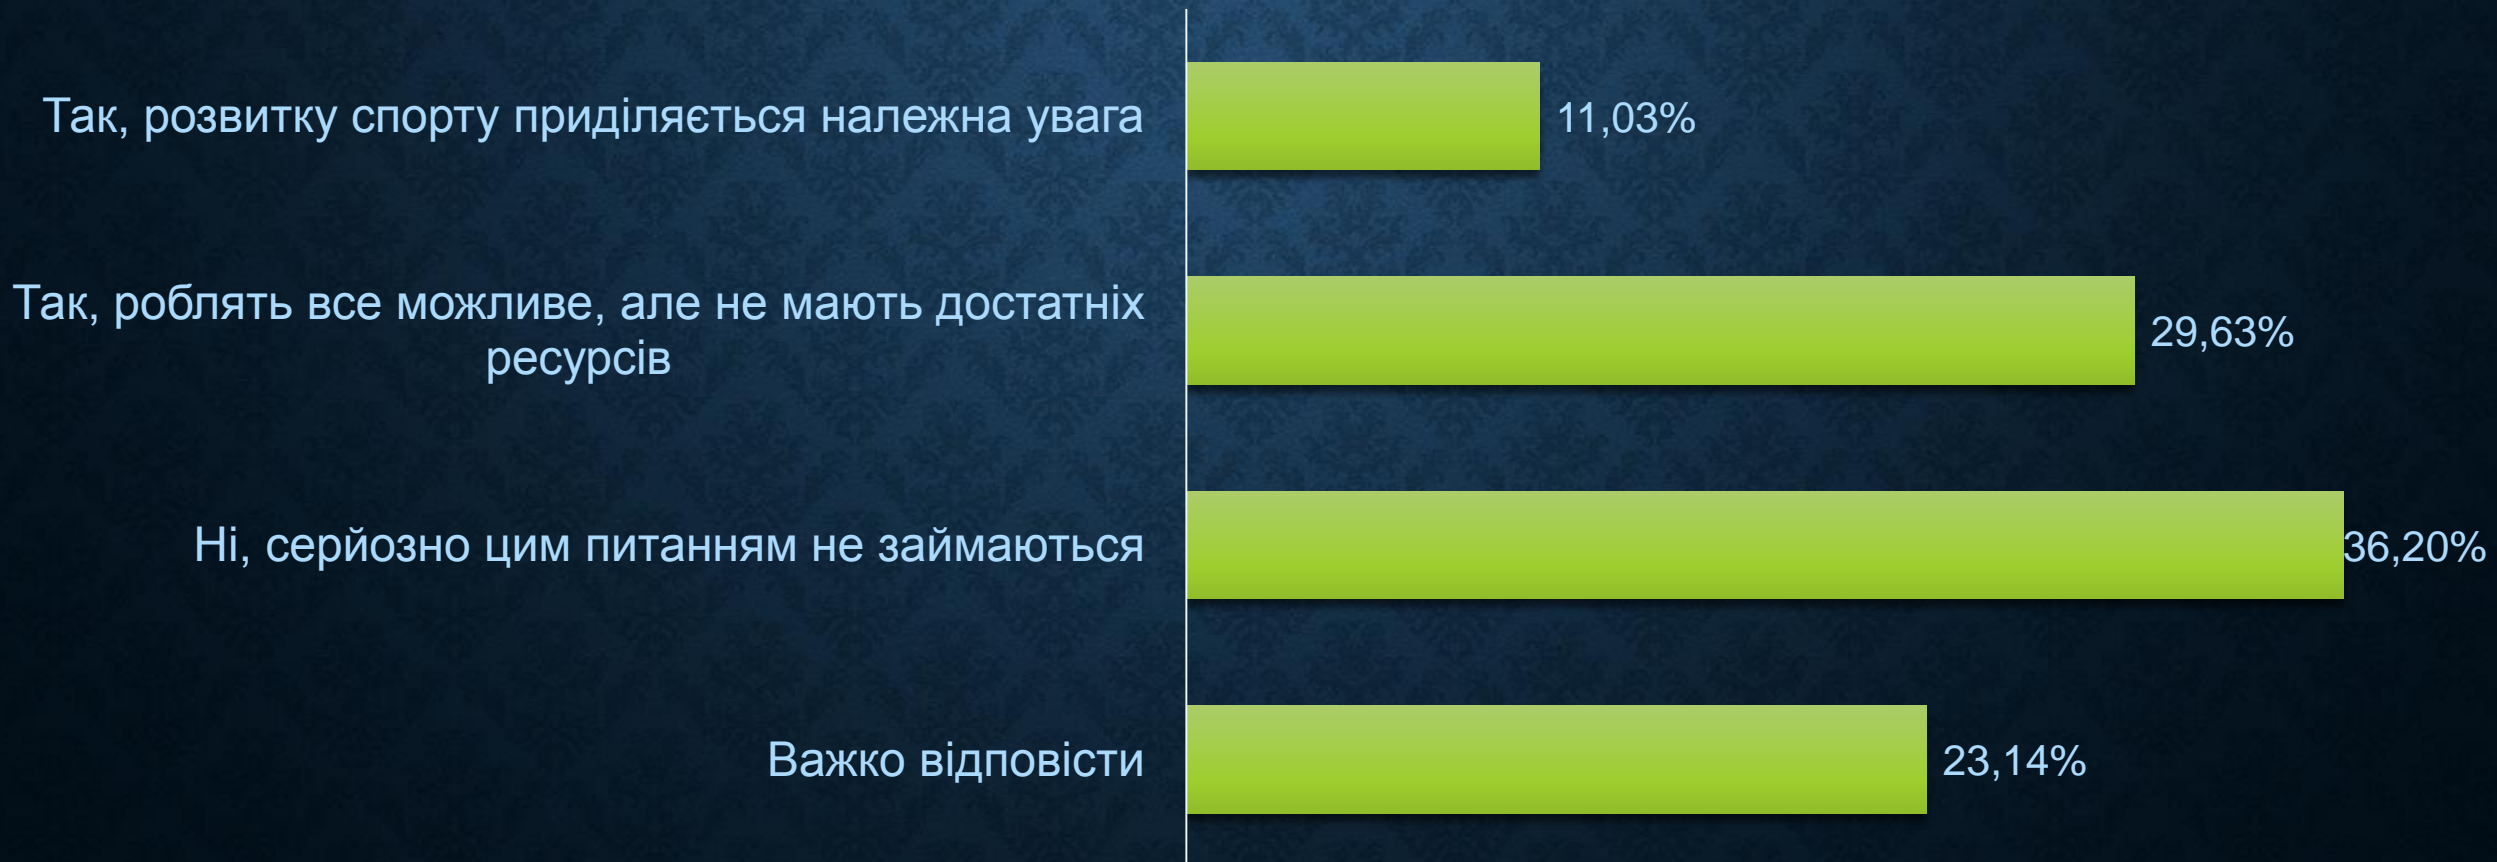 Так, розвитку спорту приділяється належна увага
11,03%
Так, роблять все можливе, але не мають достатніх
ресурсів
29,63%
Ні, серйозно цим питанням не займаються
36,20%
Важко відповісти
23,14%